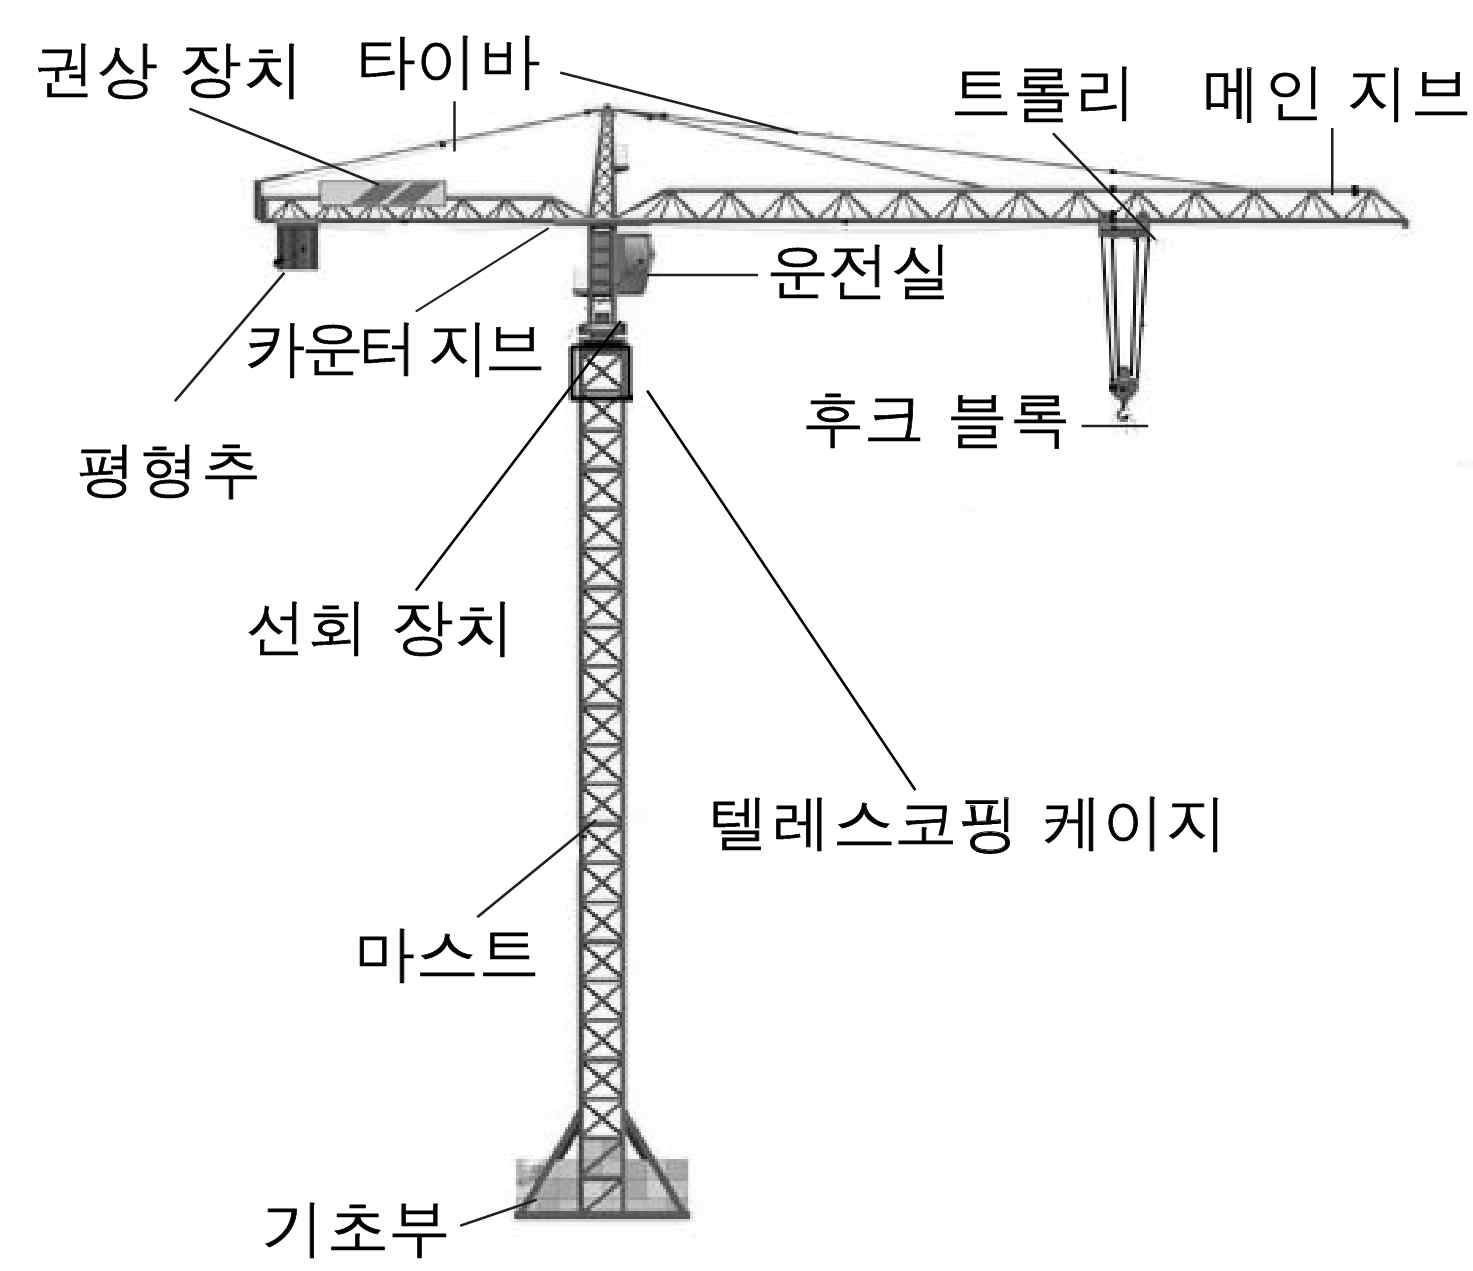 권상 장치
타이바
트롤리
메인 지브
운전실
카운터 지브
후크 블록
평형추
선회 장치
텔레스코핑 케이지
마스트
기초부